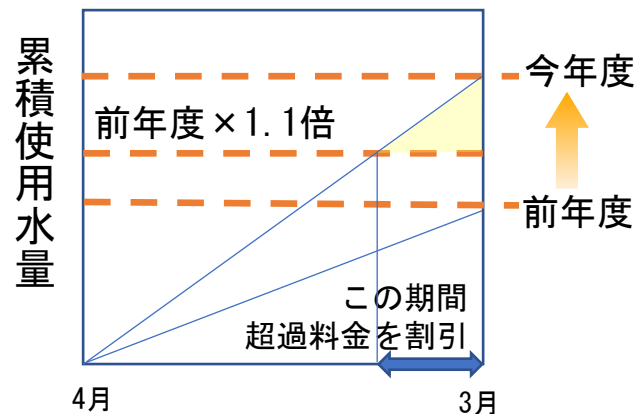 累積使用水量
今年度
前年度×1.1倍
前年度
この期間
超過料金を割引
4月
3月